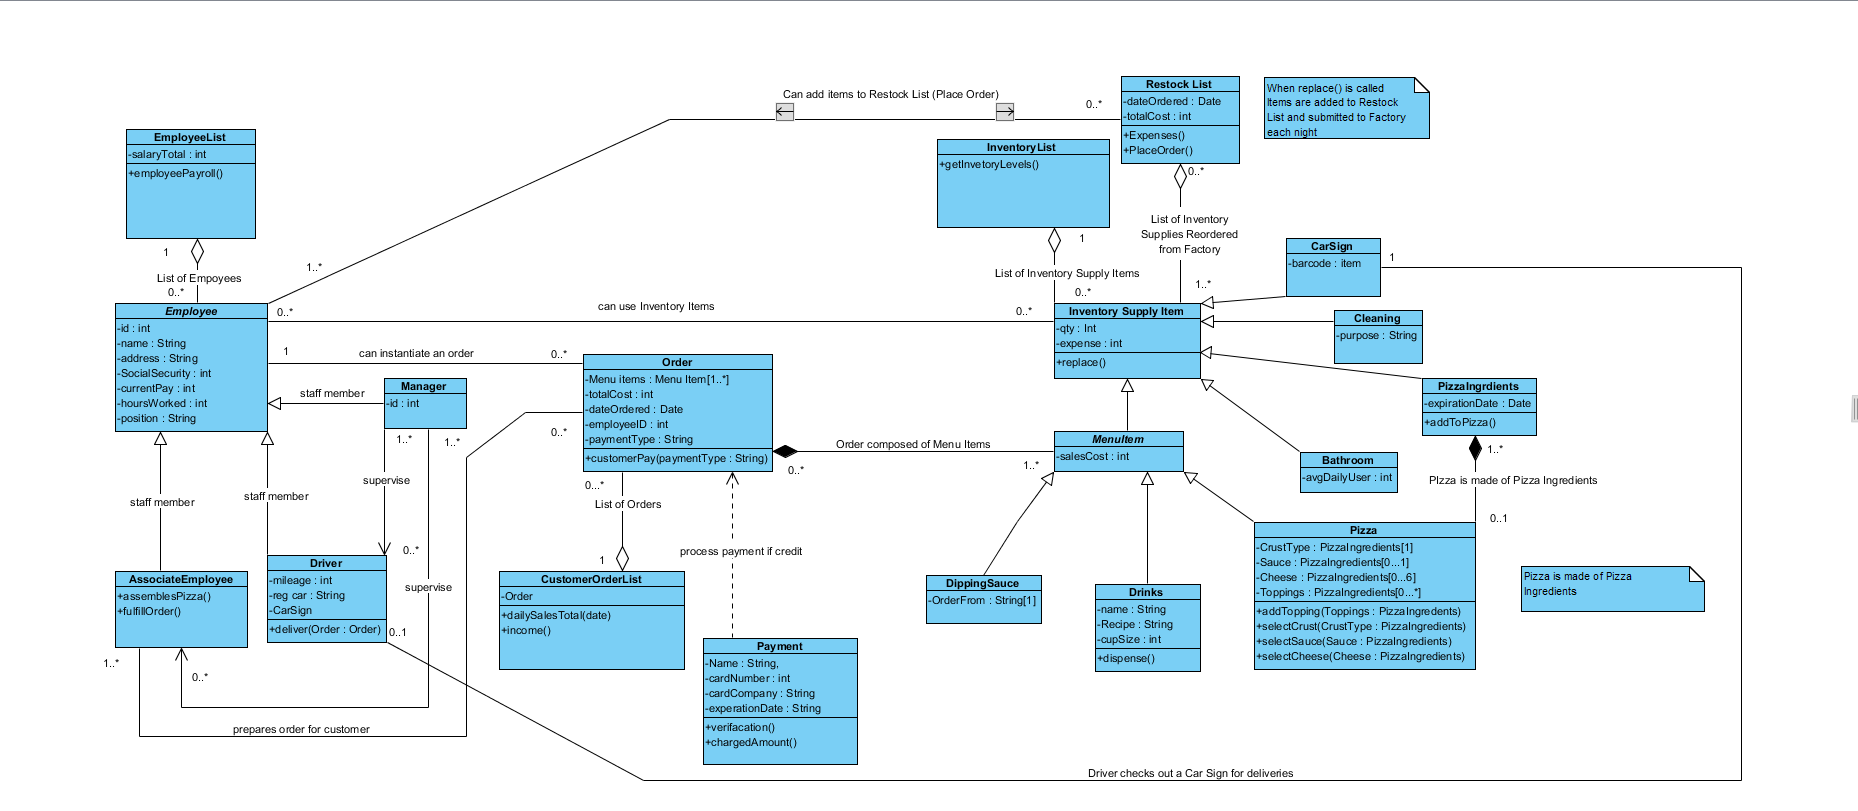 Can add items to Restock List (Place Order)
0..*
1..*
Restock List
-dateOrdered : Date
-totalCost : int
+Expenses()
+PlaceOrder()
0..*
When replace() is called
Items are added to Restock
List and submitted to Factory
each night
EmployeeList
-salaryTotal : int
+employeePayroll()
1
List of Empoyees
0..*
InventoryList
+getInvetoryLevels()
1
List of Inventory Supply Items
0..*
List of Inventory
Supplies Reordered
from Factory
1..*
CarSign
-barcode : item
1
Employee
-id : int
-name : String
-address : String
-SocialSecurity : int
-currentPay : int
-hoursWorked : int
-position : String
0..*
can use Inventory Items
0..*
Inventory Supply Item
-qty : Int
-expense : int
+replace()
Cleaning
-purpose : String
1
can instantiate an order
0..*
Order
-Menu items : Menu Item[1..*]
-totalCost : int
-dateOrdered : Date
-employeeID : int
-paymentType : String
+customerPay(paymentType : String)
staff member
Manager
-id : int
1..*
1..*
0..*
PizzaIngrdients
-expirationDate : Date
+addToPizza()
1..*
PIzza is made of Pizza Ingredients
0..1
Order composed of Menu Items
0..*
1..*
MenuItem
-salesCost : int
Bathroom
-avgDailyUser : int
supervise
staff member
staff member
0..*
supervise
0...*
List of Orders
1
process payment if credit
Pizza
-CrustType : PizzaIngredients[1]
-Sauce : PizzaIngredients[0...1]
-Cheese : PizzaIngredients[0...6]
-Toppings : PizzaIngredients[0...*]
+addTopping(Toppings : PizzaIngredents)
+selectCrust(CrustType : PizzaIngredients)
+selectSauce(Sauce : PizzaIngredients)
+selectCheese(Cheese : PizzaIngredients)
Pizza is made of Pizza
Ingredients
AssociateEmployee
+assemblesPizza()
+fulfillOrder()
1..*
0..*
Driver
-mileage : int
-reg car : String
-CarSign
+deliver(Order : Order)
0..1
CustomerOrderList
-Order
+dailySalesTotal(date)
+income()
DippingSauce
-OrderFrom : String[1]
Drinks
-name : String
-Recipe : String
-cupSize : int
+dispense()
Payment
-Name : String,
-cardNumber : int
-cardCompany : String
-experationDate : String
+verifacation()
+chargedAmount()
prepares order for customer
Driver checks out a Car Sign for deliveries